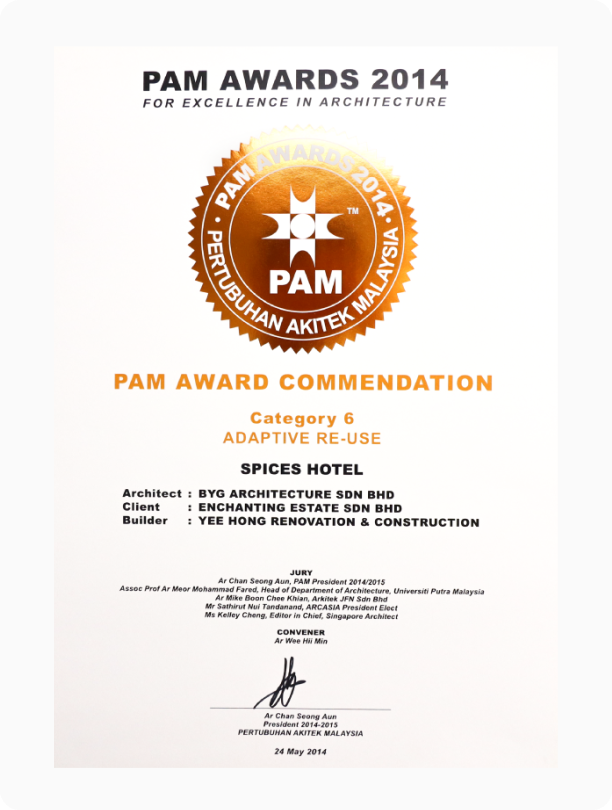 PAM AWARDS 2014
FOR EXCELLENCE IN ARCHITECTURE
PAM AWARDS 2014
TM
PAM
PERTUBUHAN AKITEK MALAYSIA
PAM AWARD COMMENDATION
Category 6
ADAPTIVE RE-USE
SPICES HOTEL
Architect : BYG ARCHITECTURE SDN BHD
Client : ENCHANTING ESTATE SDN BHD
Builder : YEE HONG RENOVATION & CONSTRUCTION
JURY
Ar Chan Seong Aun, PAM President 2014/2015
Assoc Prof Ar Meor Mohammad Fared, Head of Department of Architecture, Universiti Putra Malaysia
Ar Mike Boon Chee Khian, Arkitek JFN Sdn Bhd
Mr Sathirut Nui Tandanand, ARCASIA President Elect
Ms Kelley Cheng, Editor in Chief, Singapore Architect
CONVENER
Ar Wee Hii Min
Ar Chan Seong Aun
President 2014-2015
PERTUBUHAN AKITEK MALAYSIA
24 May 2014